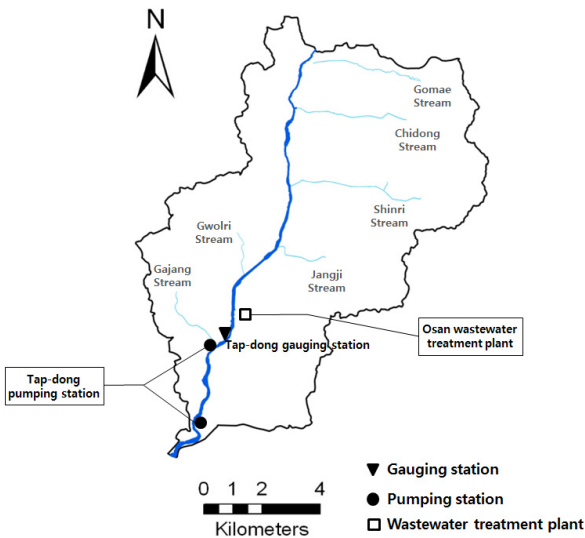 N
Gomae
Stream
Chidong
Stream
Shinri
Stream
Gwolri
Stream
Jangji
Stream
Gajang
Stream
Osan wastewater
treatment plant
Tap-dong gauging station
Tap-dong
pumping station
Gauging station
Pumping station
Wastewater treatment plant
0 1 2 4
Kilometers